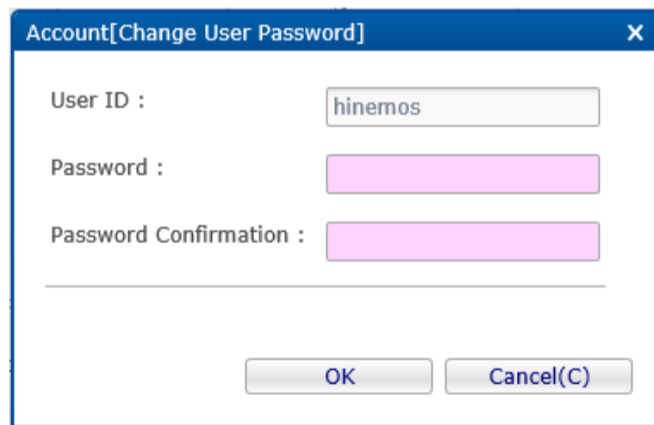 Account[Change User Password]
User ID :
hinemos
Password :
Password Confirmation :
OK
Cancel(C)